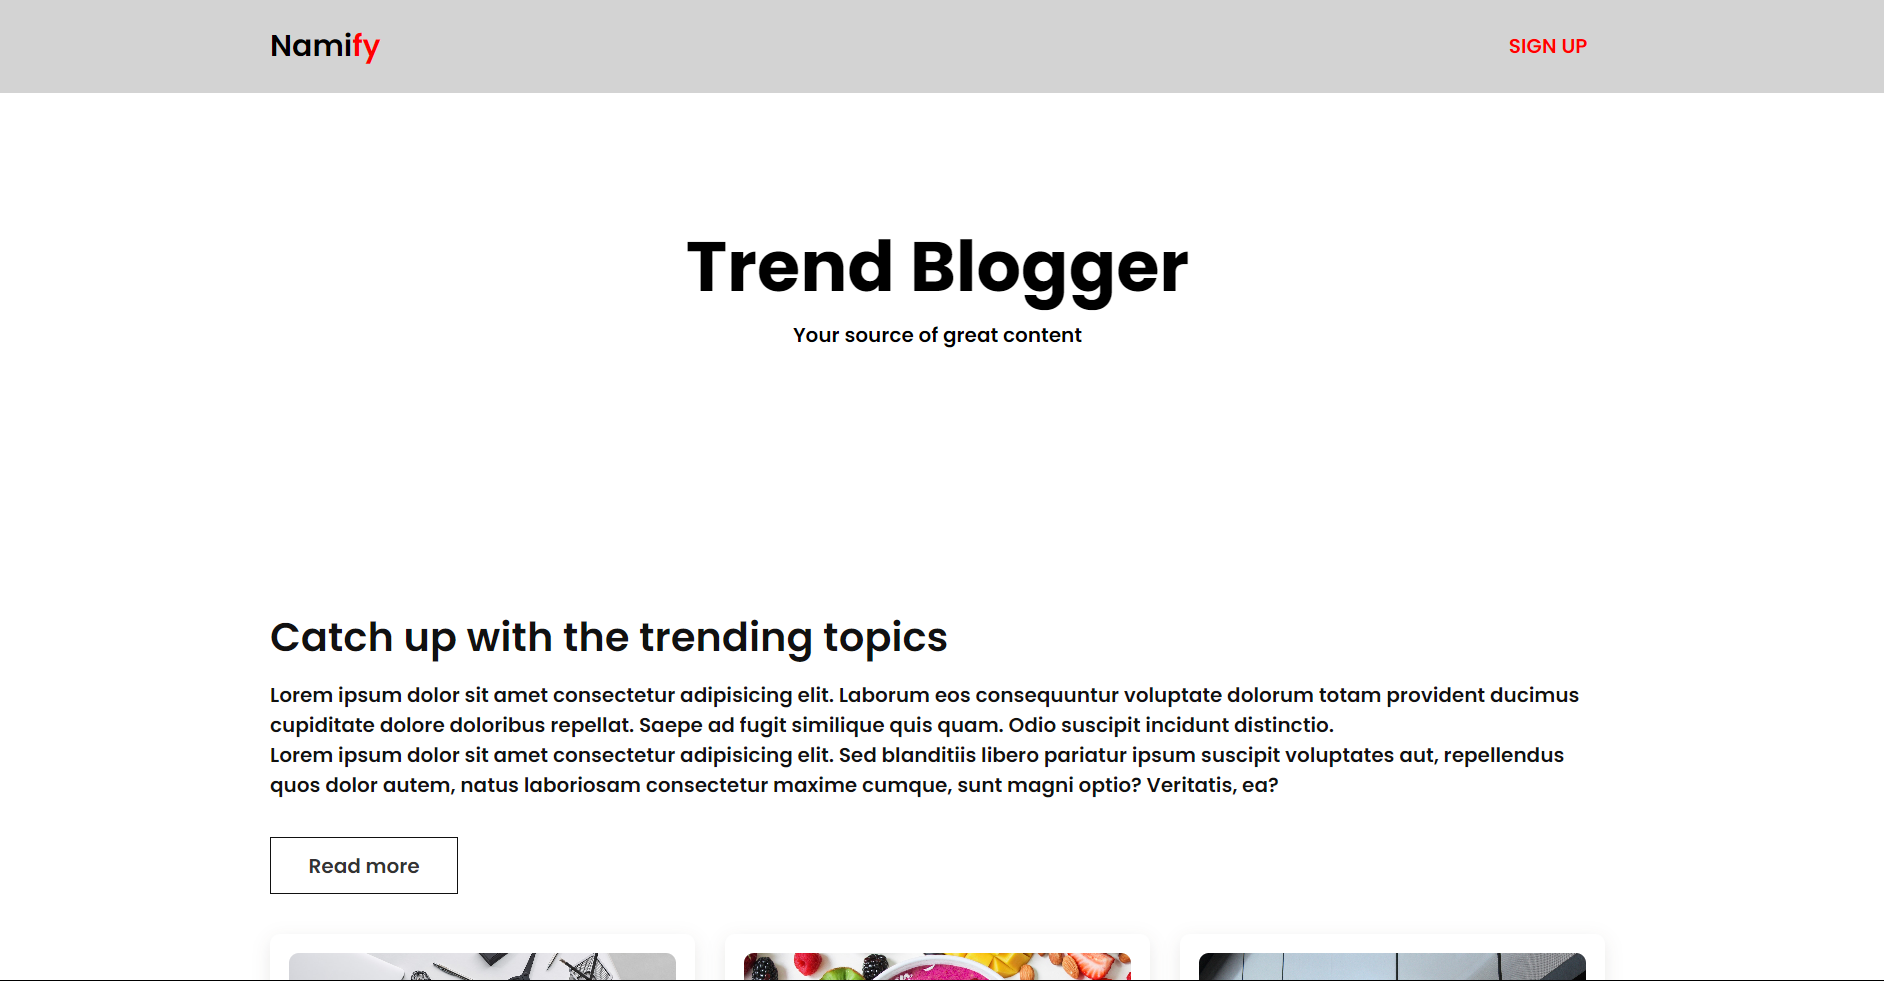 Namify
SIGN UP
Trend Blogger
Your source of great content
Catch up with the trending topics
Lorem ipsum dolor sit amet consectetur adipisicing elit. Laborum eos consequuntur voluptate dolorum totam provident ducimus
cupiditate dolore doloribus repellat. Saepe ad fugit similique quis quam. Odio suscipit incidunt distinctio.
Lorem ipsum dolor sit amet consectetur adipisicing elit. Sed blanditiis libero pariatur ipsum suscipit voluptates aut, repellendus
quos dolor autem, natus laboriosam consectetur maxime cumque, sunt magni optio? Veritatis, ea?
Read more